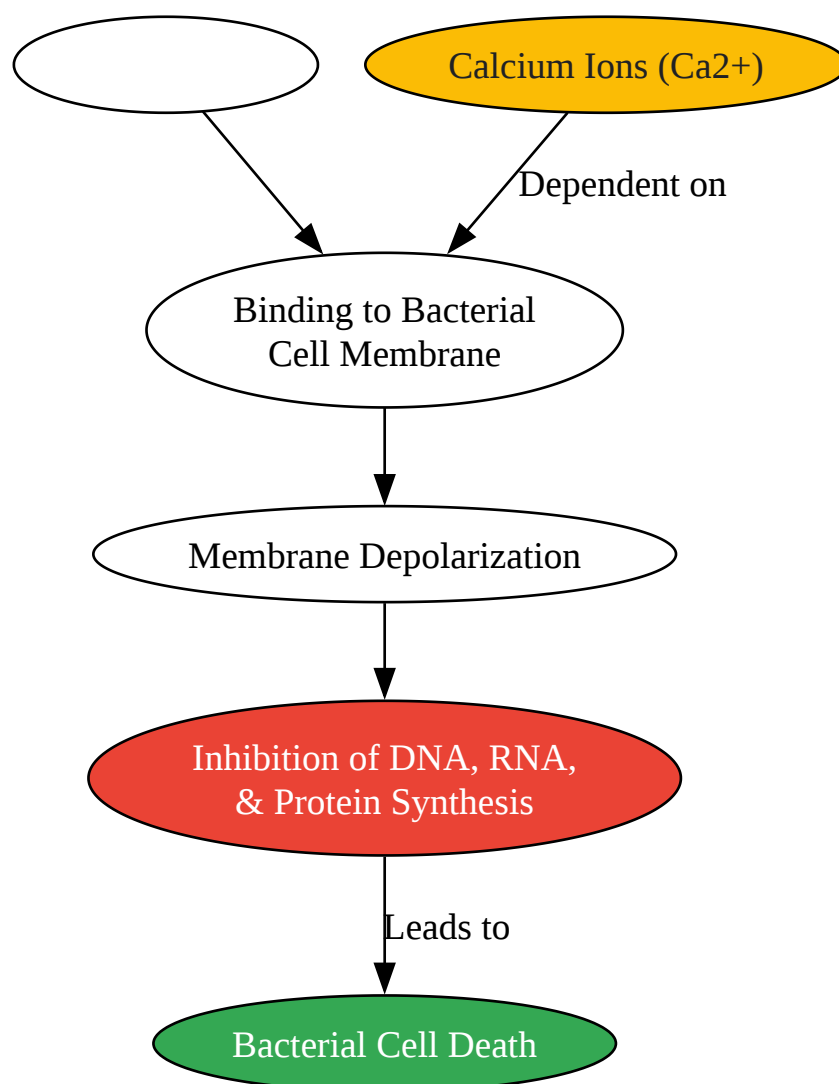 Calcium Ions (Ca2+)
Dependent on
Binding to Bacterial
Cell Membrane
Membrane Depolarization
Inhibition of DNA, RNA,
& Protein Synthesis
Leads to
Bacterial Cell Death